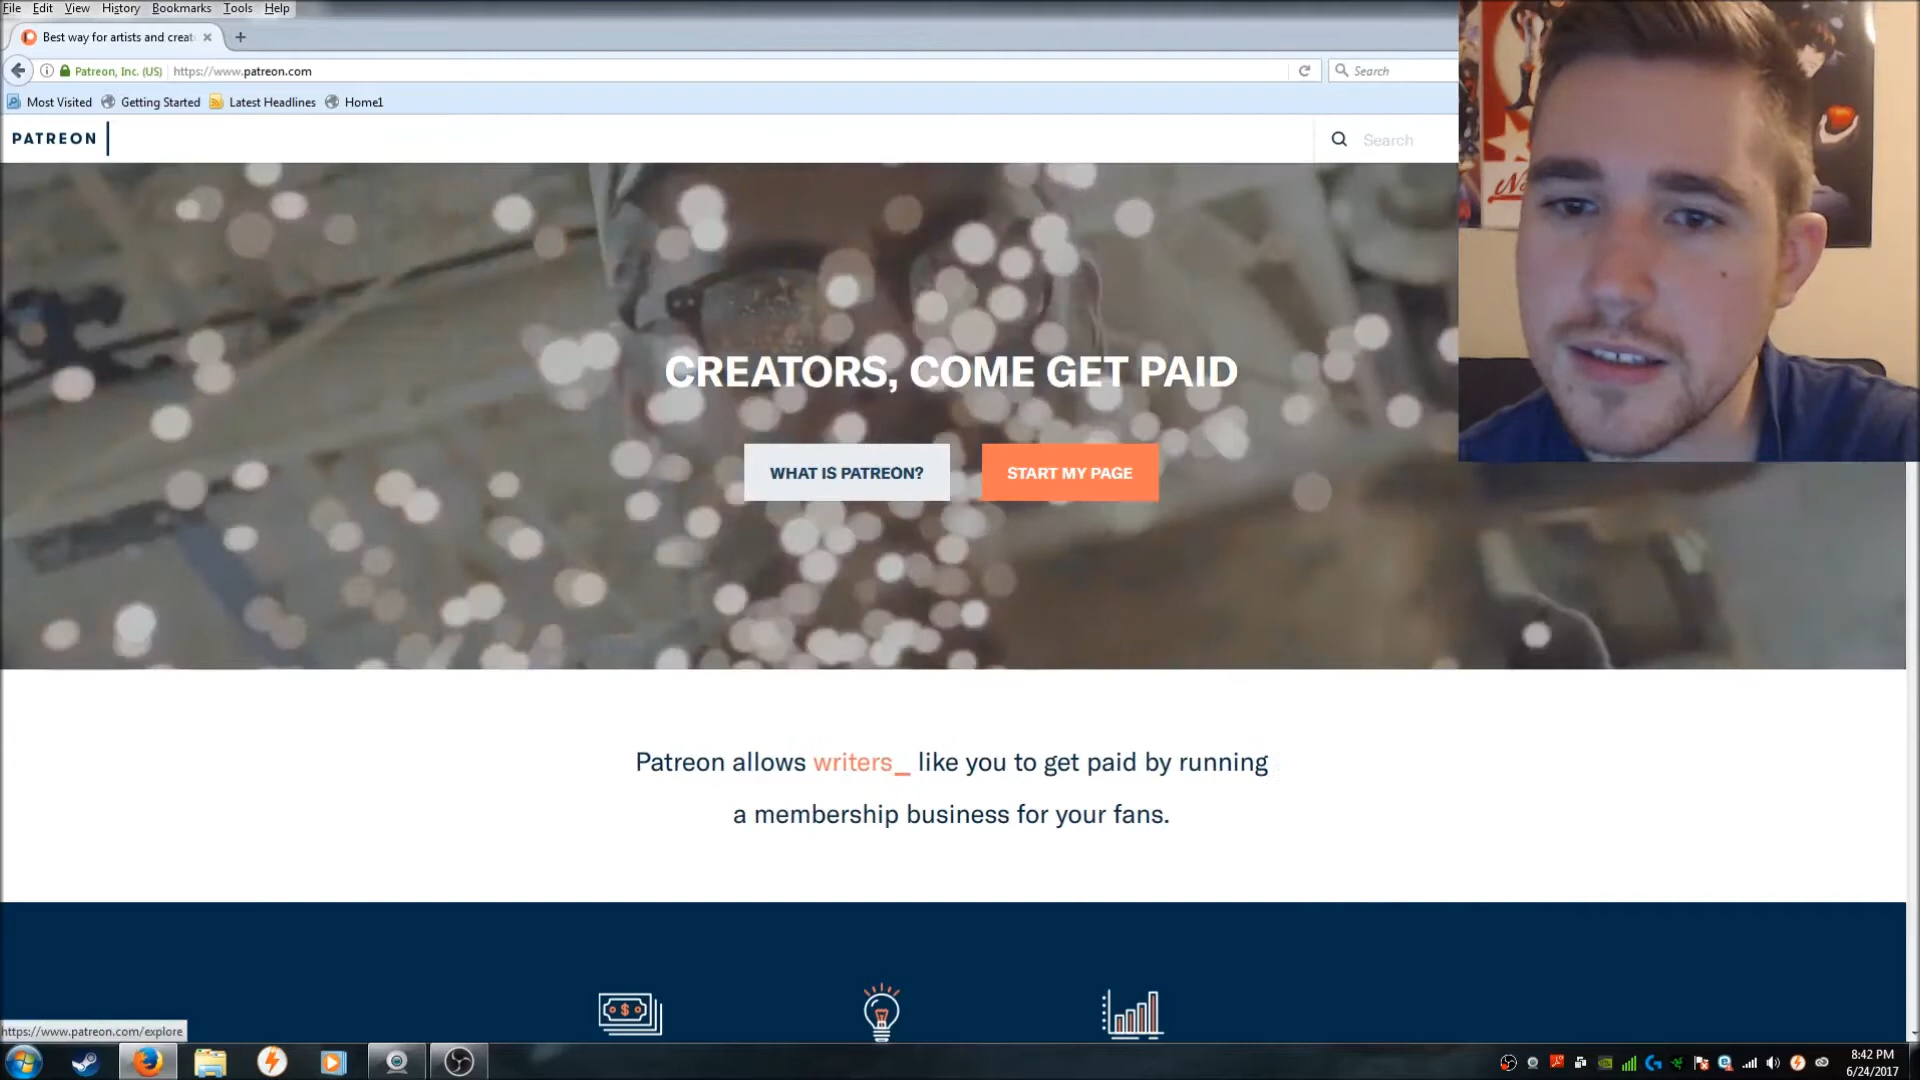 File Edit View History Bookmarks Tools Help
Best way for artists and creat
Patreon, Inc. (US) https://www.patreon.com
Search
Most Visited Getting Started Latest Headlines Home1
PATREON
Search
CREATORS, COME GET PAID
WHAT IS PATREON? START MY PAGE
Patreon allows writers_ like you to get paid by running
a membership business for your fans.
https://www.patreon.com/explore
8:42 PM
6/24/2017